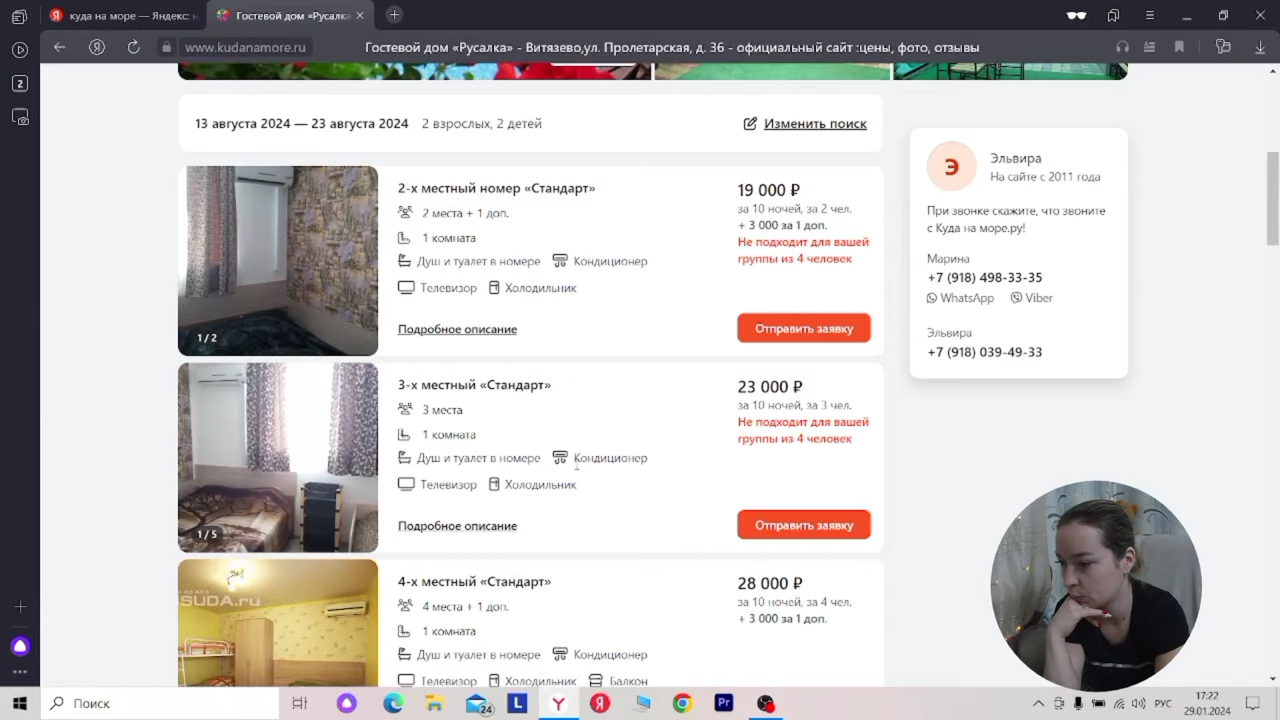 куда на море — Яндекс: н
Гостевой дом «Русалка
www.kudanamore.ru
Гостевой дом «Русалка» - Витязево,ул. Пролетарская, д. 36 - официальный сайт :цены, фото, отзывы
2
13 августа 2024 — 23 августа 2024 2 взрослых, 2 детей
Изменить поиск
2-х местный номер «Стандарт»
2 места + 1 доп.
1 комната
Душ и туалет в номере Кондиционер
Телевизор Холодильник
Подробное описание
1 / 2
19 000 ₽
за 10 ночей, за 2 чел.
+ 3 000 за 1 доп.
Не подходит для вашей
группы из 4 человек
Отправить заявку
3-х местный «Стандарт»
3 места
1 комната
Душ и туалет в номере Кондиционер
Телевизор Холодильник
Подробное описание
1 / 5
23 000 ₽
за 10 ночей, за 3 чел.
Не подходит для вашей
группы из 4 человек
Отправить заявку
SUDA.ru
4-х местный «Стандарт»
4 места + 1 доп.
1 комната
Душ и туалет в номере Кондиционер
Телевизор Холодильник Балкон
28 000 ₽
за 10 ночей, за 4 чел.
+ 3 000 за 1 доп.
Э
Эльвира
На сайте с 2011 года
При звонке скажите, что звоните
с Куда на море.ру!
Марина
+7 (918) 498-33-35
WhatsApp Viber
Эльвира
+7 (918) 039-49-33
Поиск
24
L
Y
Я
Pr
РУС
17:22
29.01.2024